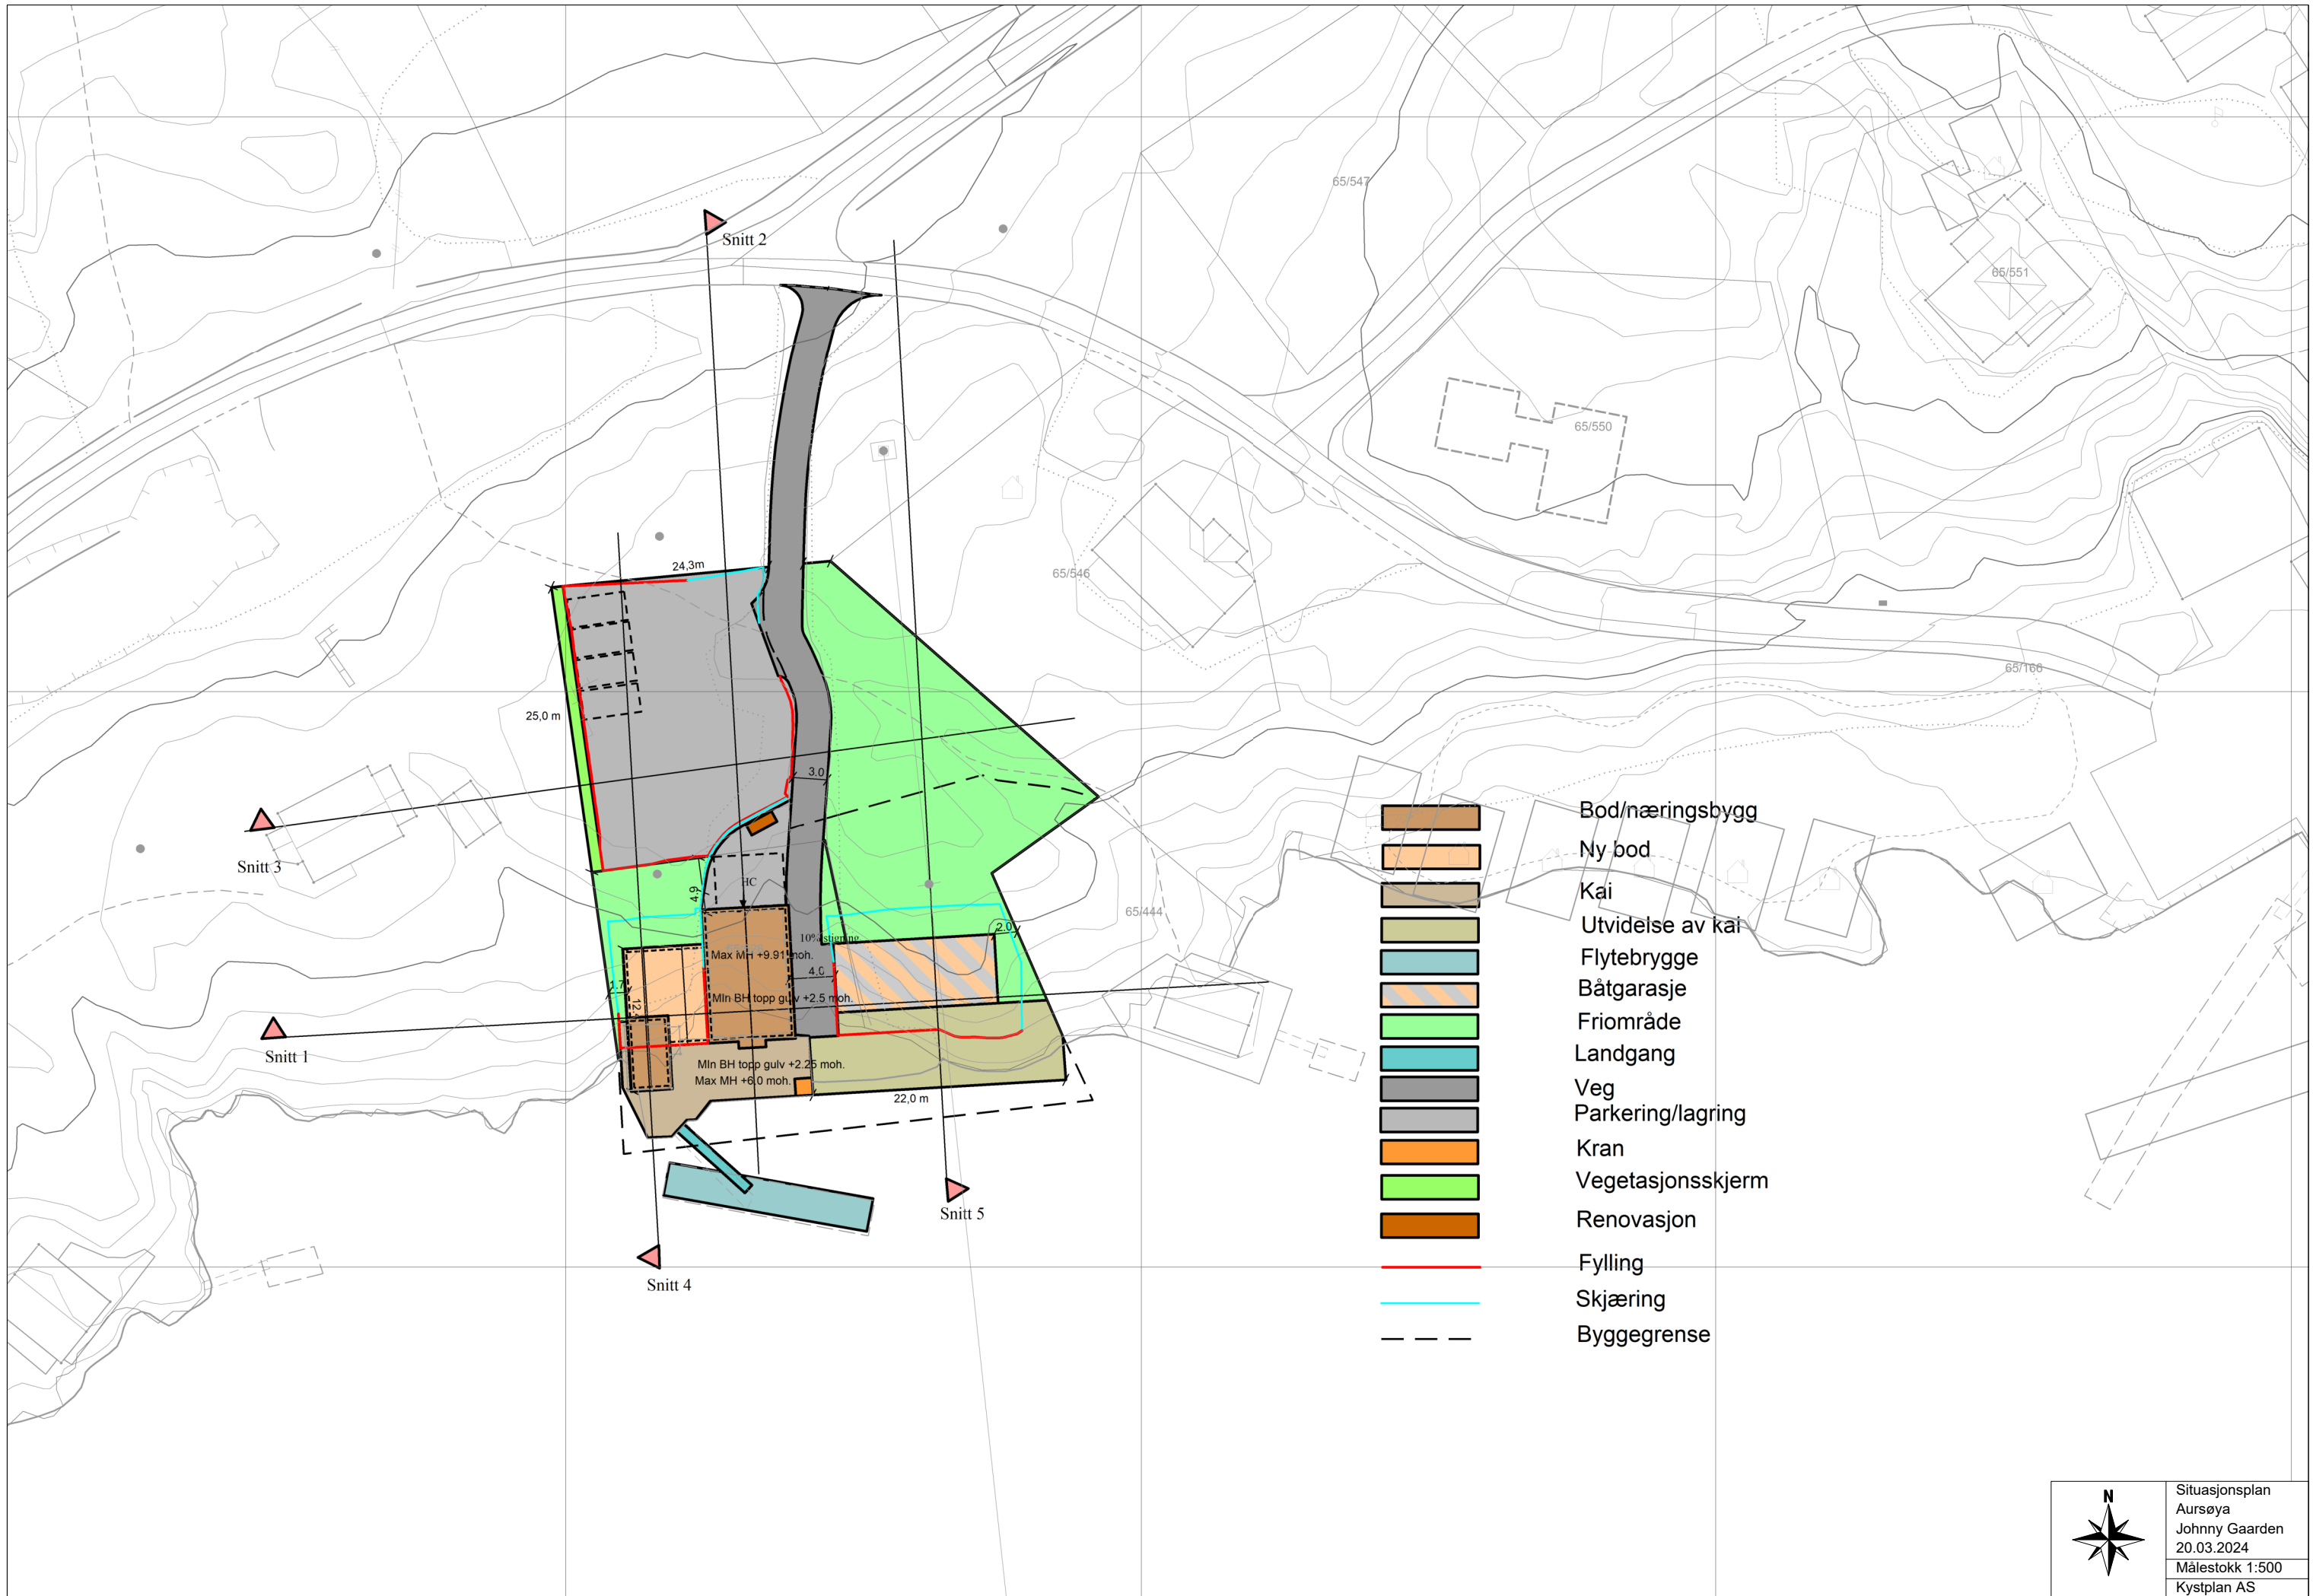 65/547
Snitt 2
65/551
65/550
24,3m
65/546
65/166
25,0 m
3.0
Bod/næringsbygg
Snitt 3
Ny bod
HC
4,9
Kai
65/444
Utvidelse av kai
2.0
10% stigning
Max MH +9.91 moh.
Flytebrygge
4.0
1.7
Båtgarasje
MIn BH topp gulv +2.5 moh.
Friområde
Snitt 1
Landgang
MIn BH topp gulv +2.25 moh.
Max MH +6.0 moh.
Veg
22,0 m
Parkering/lagring
Kran
Vegetasjonsskjerm
Snitt 5
Renovasjon
Fylling
Snitt 4
Skjæring
Byggegrense
N
Situasjonsplan
Aursøya
Johnny Gaarden
20.03.2024
Målestokk 1:500
Kystplan AS